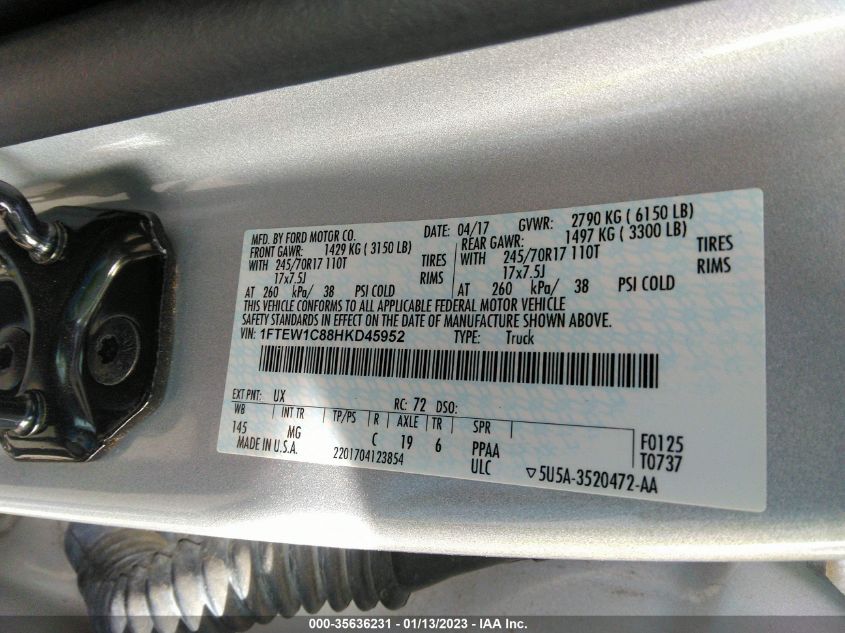 MFD. BY FORD MOTOR CO. DATE: 04/17 GVWR: 2790 KG ( 6150 LB)
FRONT GAWR: 1429 KG ( 3150 LB) REAR GAWR: 1497 KG ( 3300 LB)
WITH 245/70R17 110T TIRES WITH 245/70R17 110T TIRES
17x7.5J RIMS 17x7.5J RIMS
AT 260 kPa/ 38 PSI COLD AT 260 kPa/ 38 PSI COLD
THIS VEHICLE CONFORMS TO ALL APPLICABLE FEDERAL MOTOR VEHICLE
SAFETY STANDARDS IN EFFECT ON THE DATE OF MANUFACTURE SHOWN ABOVE.
VIN: 1FTEW1C88HKD45952 TYPE: Truck
EXT PNT: UX RC: 72 DSO:
WB INT TR TP/PS R AXLE TR SPR
145 MG C 19 6 PPAA F0125
MADE IN U.S.A. 2201704123854 ULC T0737
▽5U5A-3520472-AA
000-35636231 - 01/13/2023 - IAA Inc.